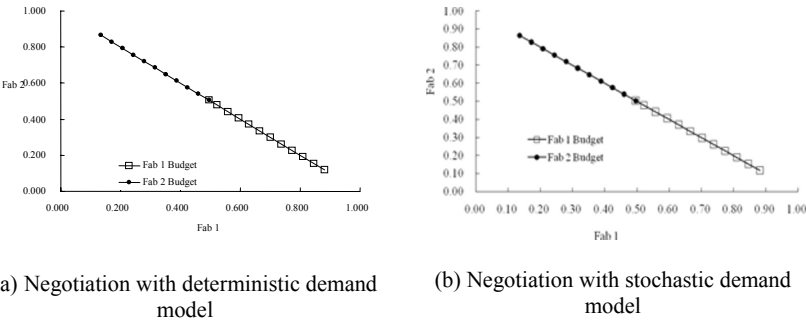 1.000
0.800
Fab 2
0.600
0.400
0.200
0.000
Fab 1 Budget
Fab 2 Budget
0.000 0.200 0.400 0.600 0.800 1.000
Fab 1
a) Negotiation with deterministic demand
model
1.00
0.90
0.80
0.70
0.60
0.50
0.40
0.30
0.20
0.10
0.00
Fab 2
Fab 1 Budget
Fab 2 Budget
0.00 0.10 0.20 0.30 0.40 0.50 0.60 0.70 0.80 0.90 1.00
Fab 1
(b) Negotiation with stochastic demand
model